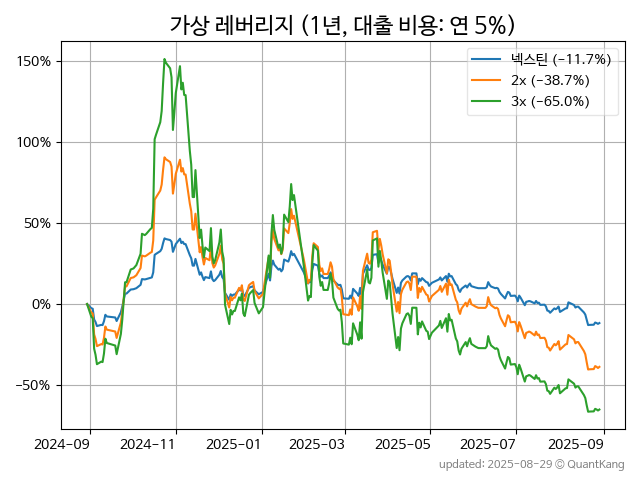 가상 레버리지 (1년, 대출 비용: 연 5%)
넥스틴 (-11.7%)
2x (-38.7%)
3x (-65.0%)
150%
100%
50%
0%
-50%
2024-09
2024-11
2025-01
2025-03
2025-05
2025-07
2025-09
updated: 2025-08-29 © QuantKang